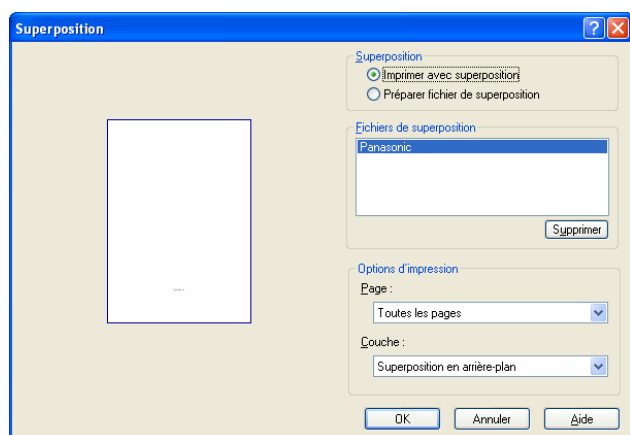 Superposition
Superposition
Imprimer avec superposition
Préparer fichier de superposition
Fichiers de superposition
Panasonic
Supprimer
Options d'impression
Page :
Toutes les pages
Couche :
Superposition en arrière-plan
OK Annuler Aide